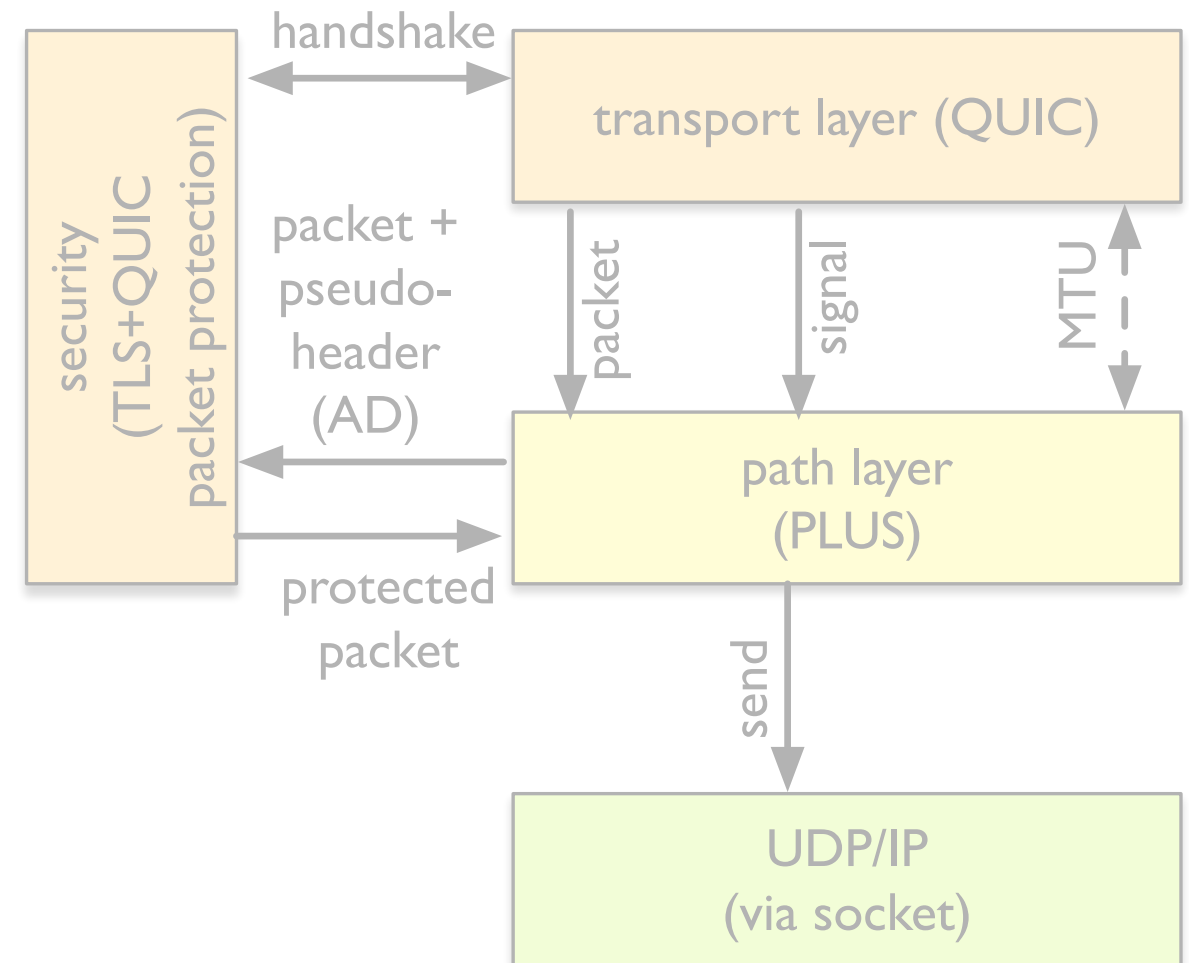 handshake
transport layer (QUIC)
security
(TLS+QUIC
packet protection)
packet +
pseudo-
header
(AD)
packet
signal
MTU
path layer
(PLUS)
protected
packet
send
UDP/IP
(via socket)